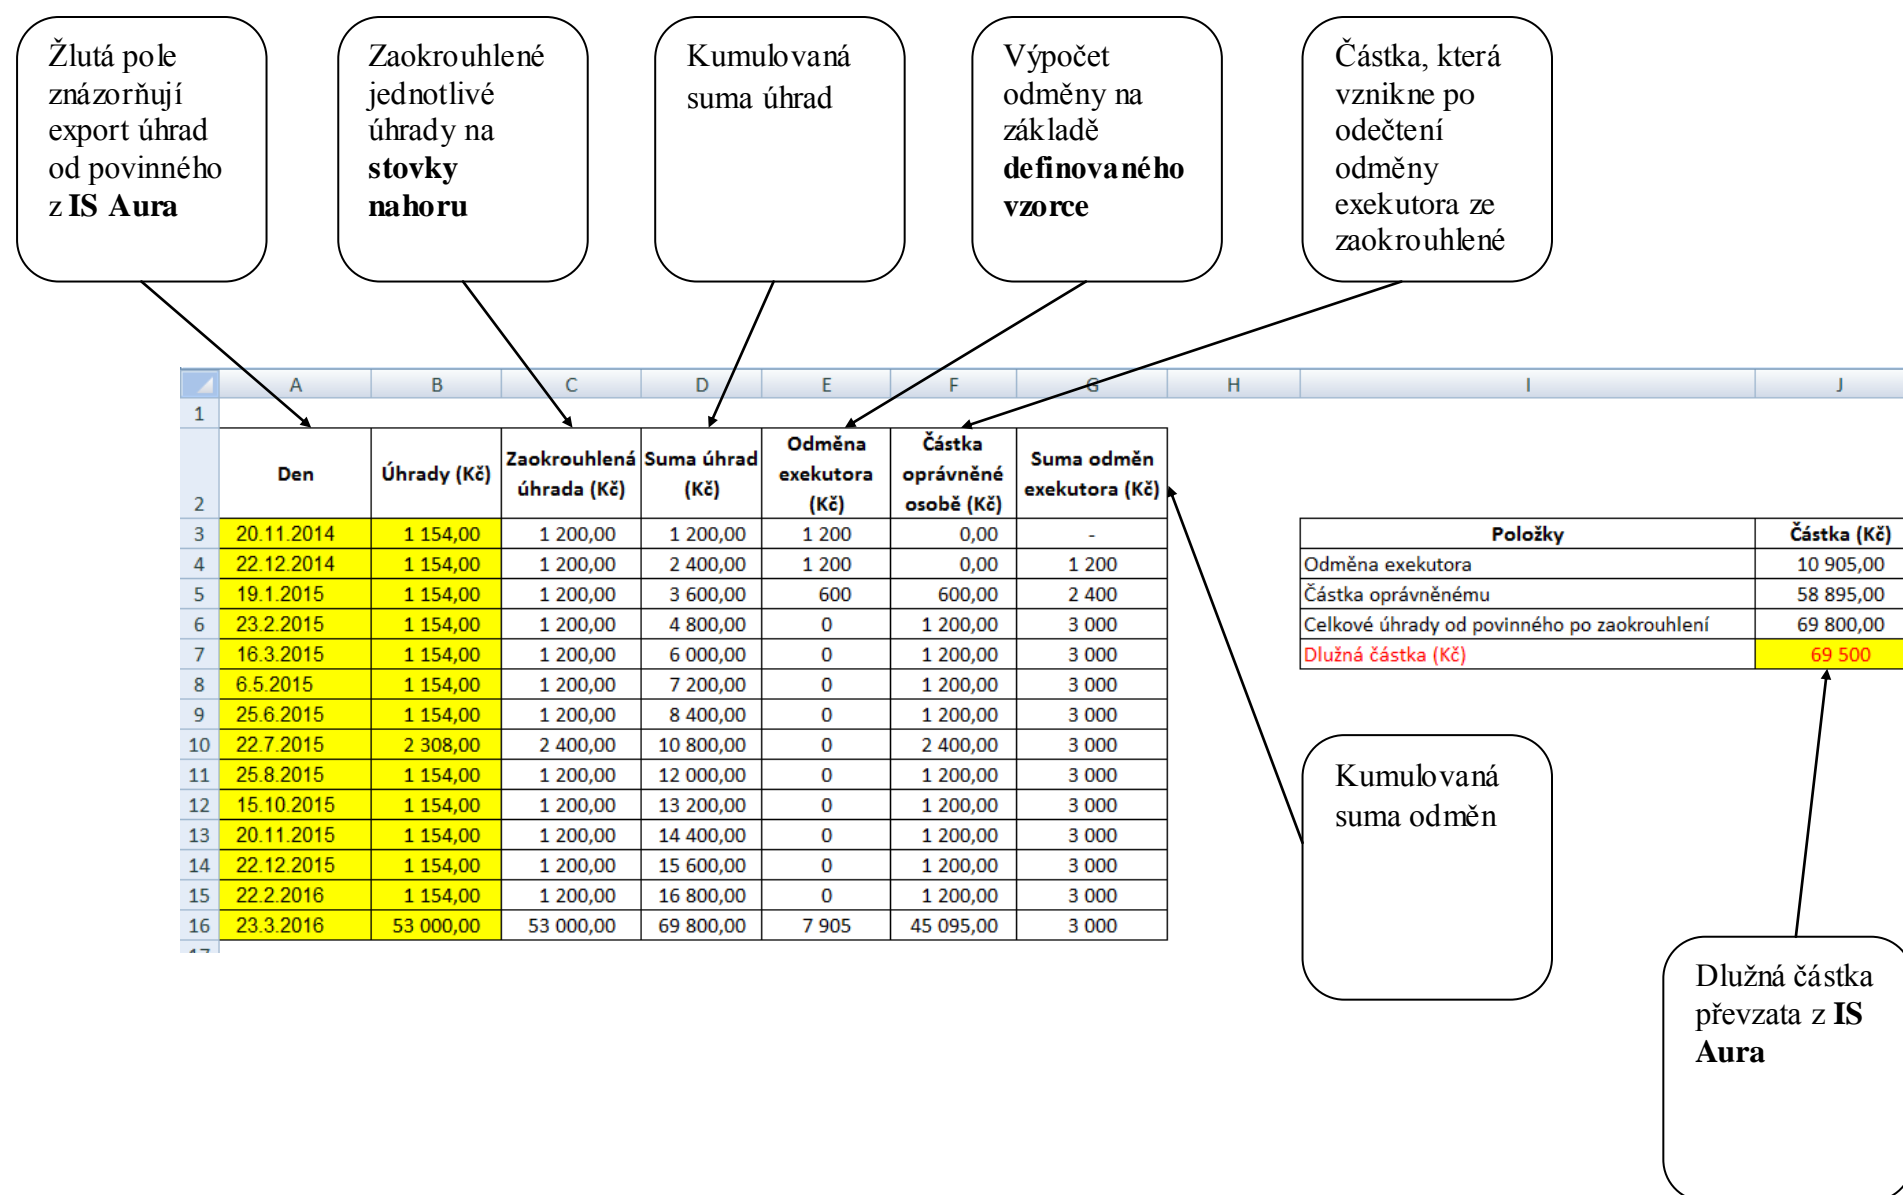 Žlutá pole
znázorňují
export úhrad
od povinného
z IS Aura
Zaokrouhlené
jednotlivé
úhrady na
stovky
nahoru
Kumulovaná
suma úhrad
Výpočet
odměny na
základě
definovaného
vzorce
Částka, která
vznikne po
odečtení
odměny
exekutora ze
zaokrouhlené
A B C D E F G H I J
1
2 Den Úhrady (Kč) Zaokrouhlená úhrada (Kč) Suma úhrad (Kč) Odměna exekutora (Kč) Částka oprávněné osobě (Kč) Suma odměn exekutora (Kč)
3 20.11.2014 1 154,00 1 200,00 1 200,00 1 200 0,00 - Položky Částka (Kč)
4 22.12.2014 1 154,00 1 200,00 2 400,00 1 200 0,00 1 200 Odměna exekutora 10 905,00
5 19.1.2015 1 154,00 1 200,00 3 600,00 600 600,00 2 400 Částka oprávněnému 58 895,00
6 23.2.2015 1 154,00 1 200,00 4 800,00 0 1 200,00 3 000 Celkové úhrady od povinného po zaokrouhlení 69 800,00
7 16.3.2015 1 154,00 1 200,00 6 000,00 0 1 200,00 3 000 Dlužná částka (Kč) 69 500
8 6.5.2015 1 154,00 1 200,00 7 200,00 0 1 200,00 3 000
9 25.6.2015 1 154,00 1 200,00 8 400,00 0 1 200,00 3 000
10 22.7.2015 2 308,00 2 400,00 10 800,00 0 2 400,00 3 000
11 25.8.2015 1 154,00 1 200,00 12 000,00 0 1 200,00 3 000
12 15.10.2015 1 154,00 1 200,00 13 200,00 0 1 200,00 3 000
13 20.11.2015 1 154,00 1 200,00 14 400,00 0 1 200,00 3 000
14 22.12.2015 1 154,00 1 200,00 15 600,00 0 1 200,00 3 000
15 22.2.2016 1 154,00 1 200,00 16 800,00 0 1 200,00 3 000
16 23.3.2016 53 000,00 53 000,00 69 800,00 7 905 45 095,00 3 000
Kumulovaná
suma odměn
Dlužná částka
převzata z IS
Aura